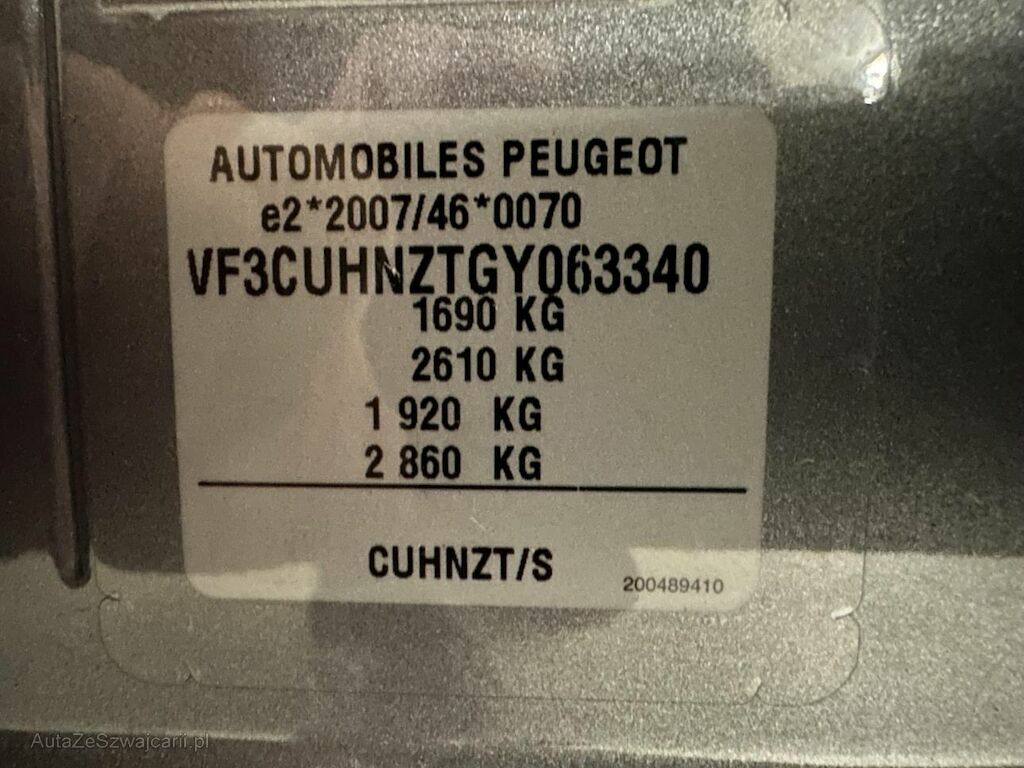 AUTOMOBILES PEUGEOT
e2*2007/46*0070
VF3CUHNZTGY063340
1690 KG
2610 KG
1 920 KG
2 860 KG
CUHNZT/S
200489410
AutaZeSzwajcarii.pl